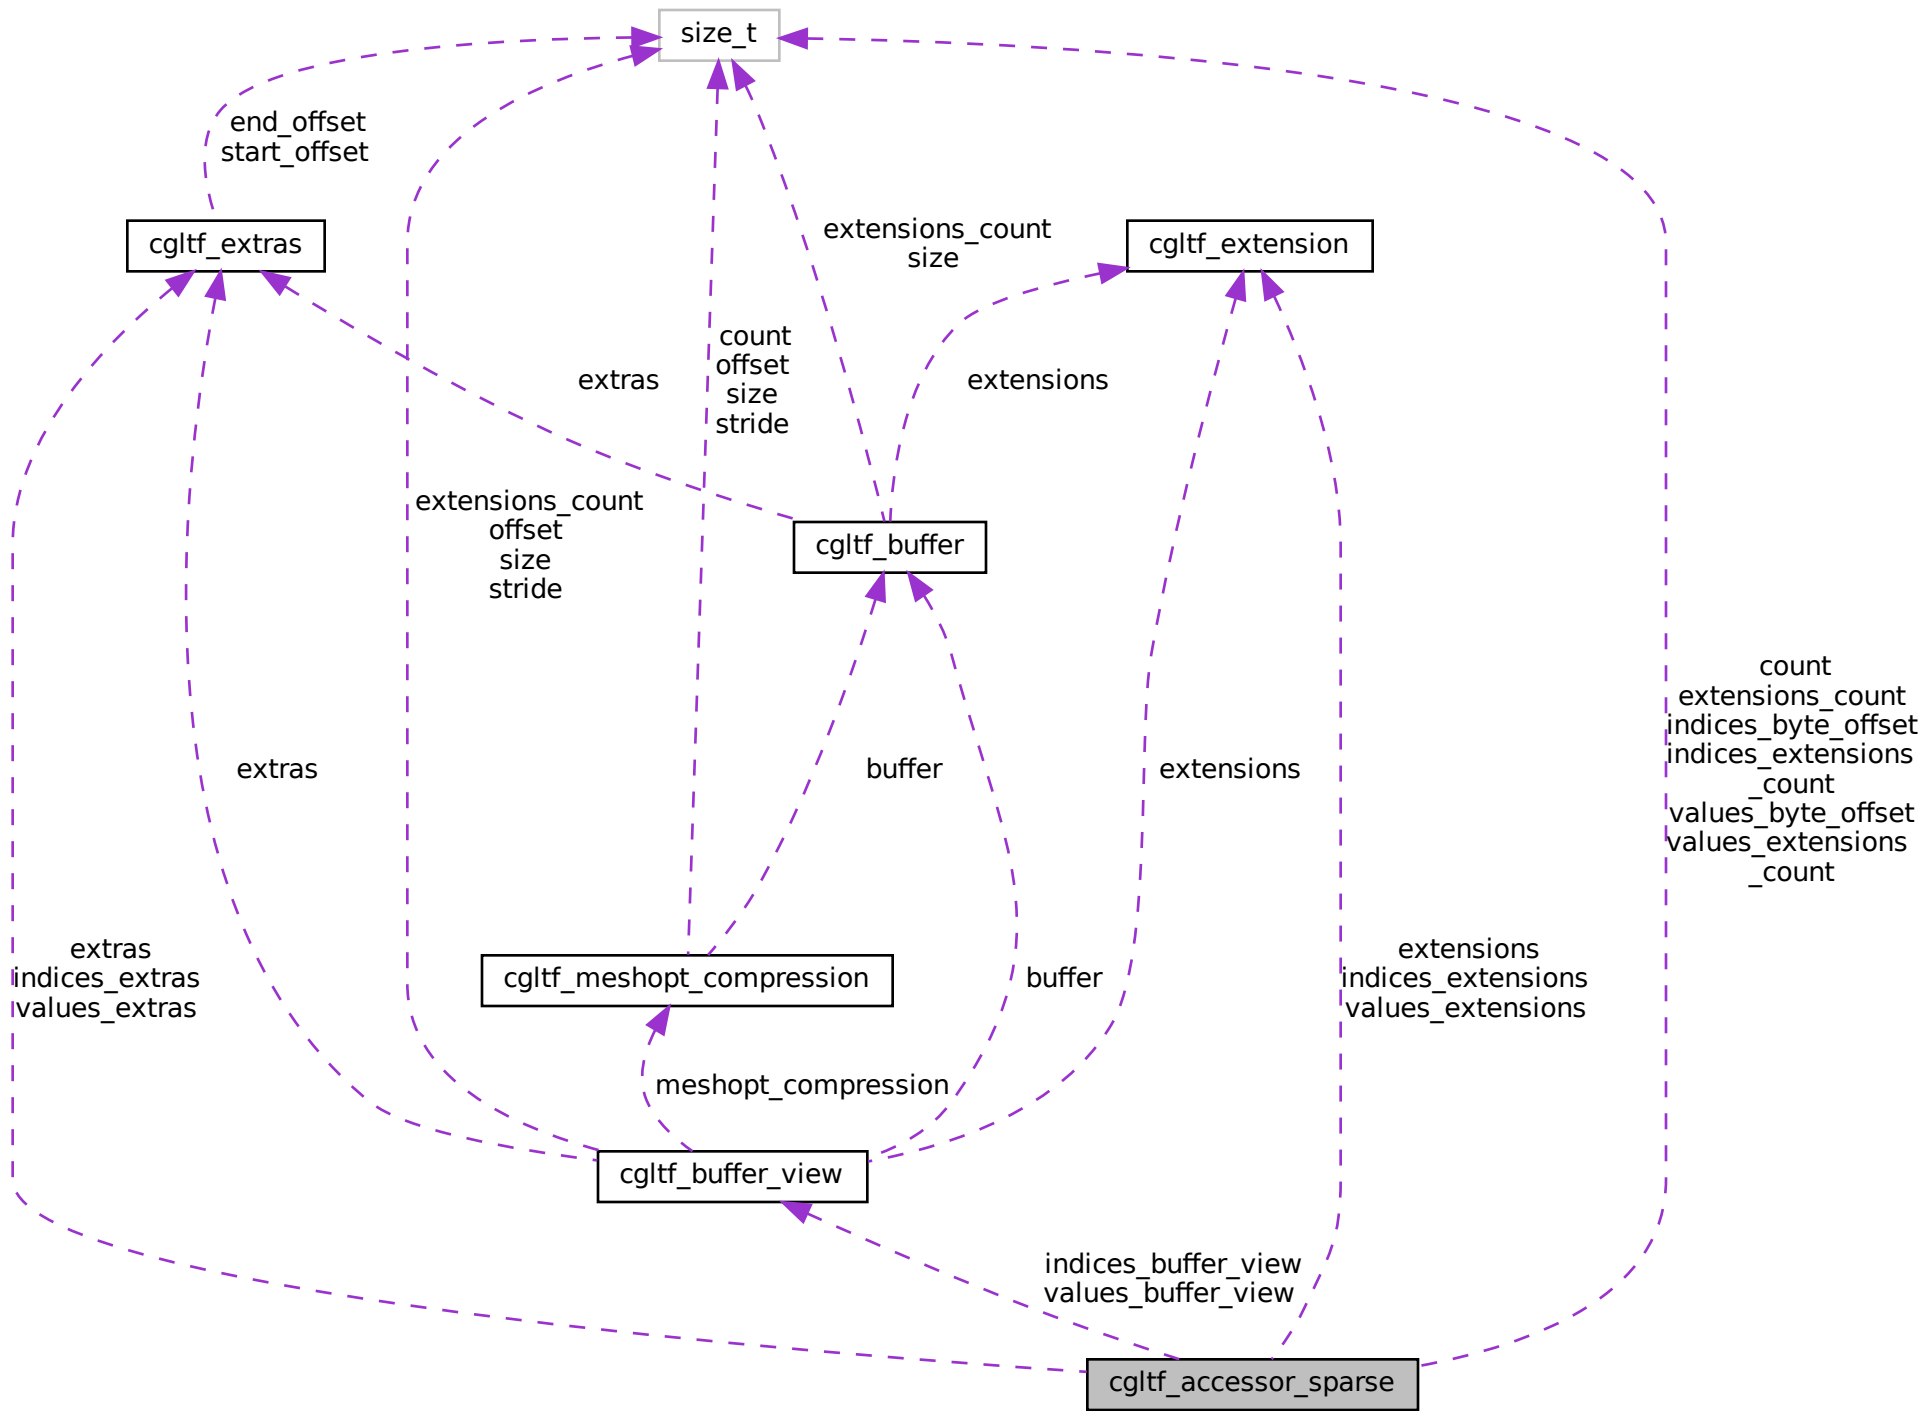 size_t
end_offset
start_offset
cgltf_extras
extensions_count
size
cgltf_extension
count
offset
size
stride
extras
extensions
extensions_count
offset
size
stride
cgltf_buffer
count
extensions_count
indices_byte_offset
indices_extensions
_count
values_byte_offset
values_extensions
_count
extras
buffer
extensions
extras
indices_extras
values_extras
cgltf_meshopt_compression
buffer
extensions
indices_extensions
values_extensions
meshopt_compression
cgltf_buffer_view
indices_buffer_view
values_buffer_view
cgltf_accessor_sparse